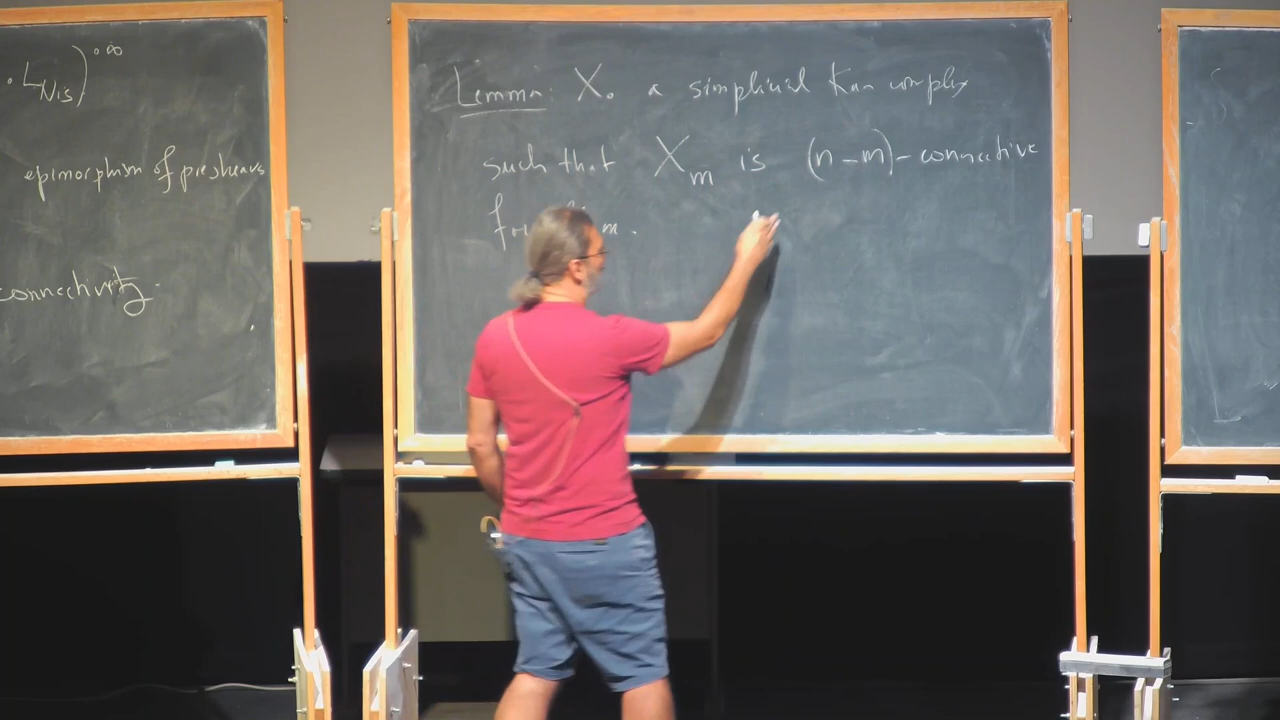 . L_Nis)^∘∞
epimorphism of presheaves
connectivity.
Lemma: X. a simplicial Kan complex
such that X_m is (n-m)-connective
m.